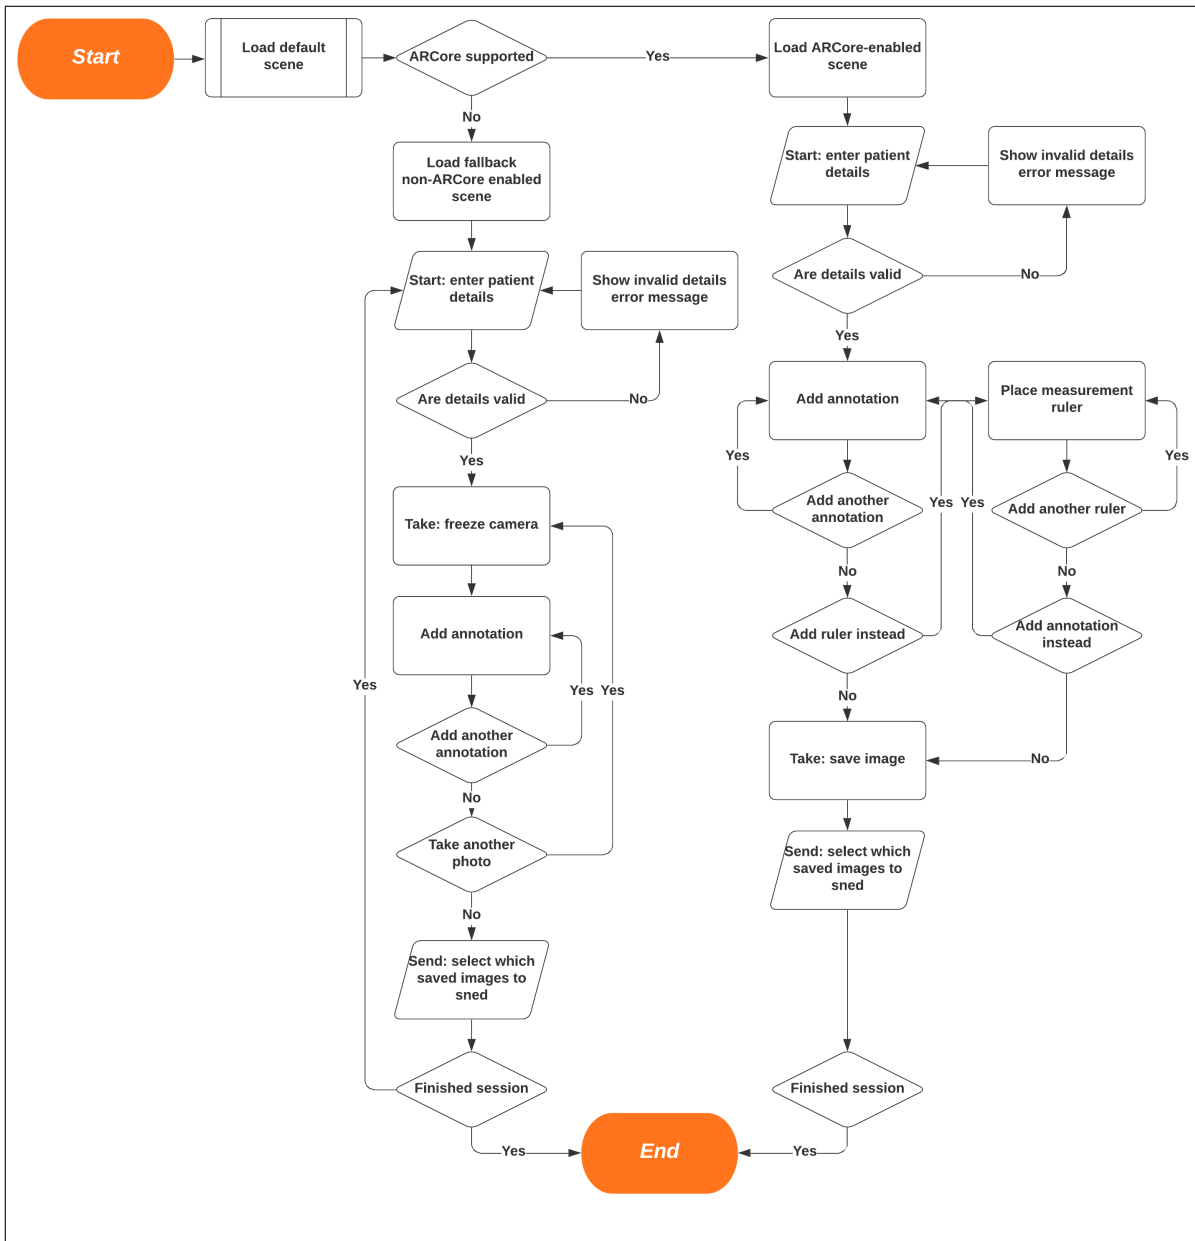 Start
Load default
scene
ARCore supported
Yes
Load ARCore-enabled
scene
No
Load fallback
non-ARCore enabled
scene
Start: enter patient
details
Show invalid details
error message
Are details valid
No
Yes
Take: freeze camera
Add annotation
Yes
Yes
Yes
Add another
annotation
No
Take another
photo
No
Send: select which
saved images to
sned
Finished session
Yes
Start: enter patient
details
Show invalid details
error message
Are details valid
No
Yes
Add annotation
Place measurement
ruler
Yes
Yes
Add another
annotation
Yes
Yes
Add another ruler
No
No
Add ruler instead
Add annotation
instead
No
Take: save image
No
Send: select which
saved images to
sned
Finished session
Yes
End